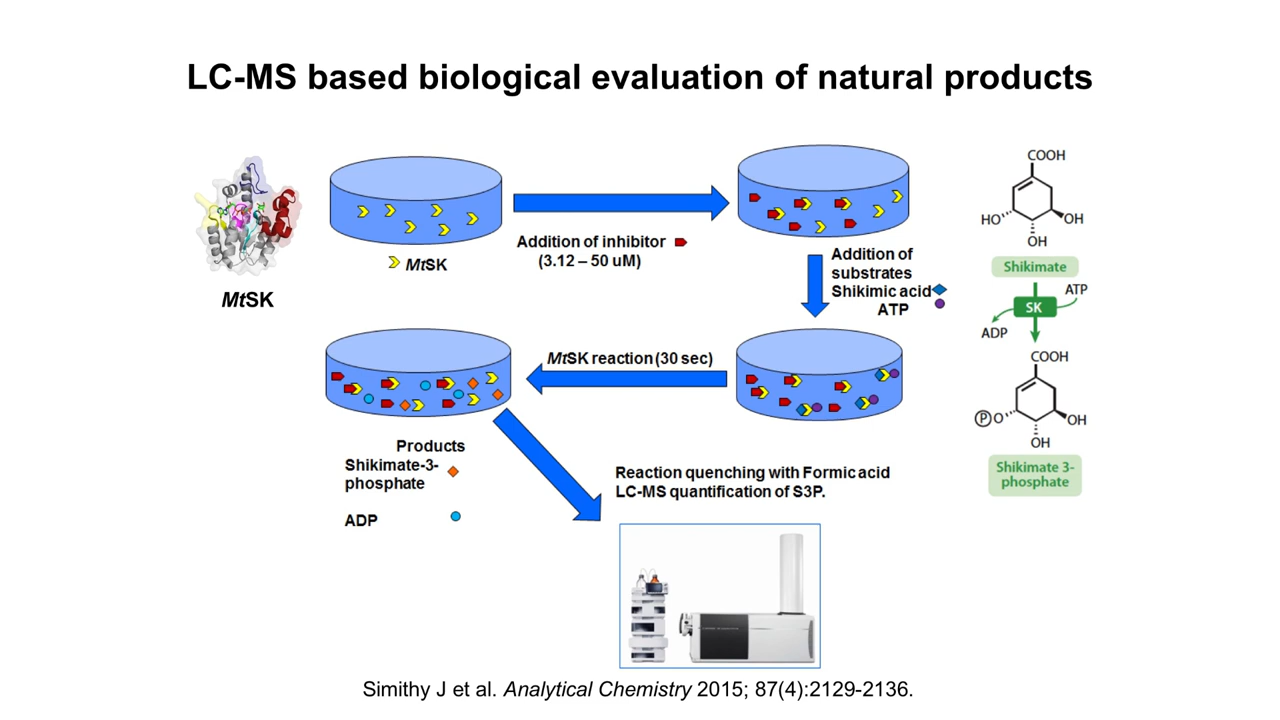 LC-MS based biological evaluation of natural products
MtSK
MtSK
Addition of inhibitor
(3.12 – 50 uM)
Addition of
substrates
Shikimic acid
ATP
MtSK reaction (30 sec)
Products
Shikimate-3-
phosphate
ADP
Reaction quenching with Formic acid
LC-MS quantification of S3P.
COOH
HO
OH
OH
Shikimate
ATP
SK
ADP
COOH
P O
OH
OH
Shikimate 3-
phosphate
Simithy J et al. Analytical Chemistry 2015; 87(4):2129-2136.